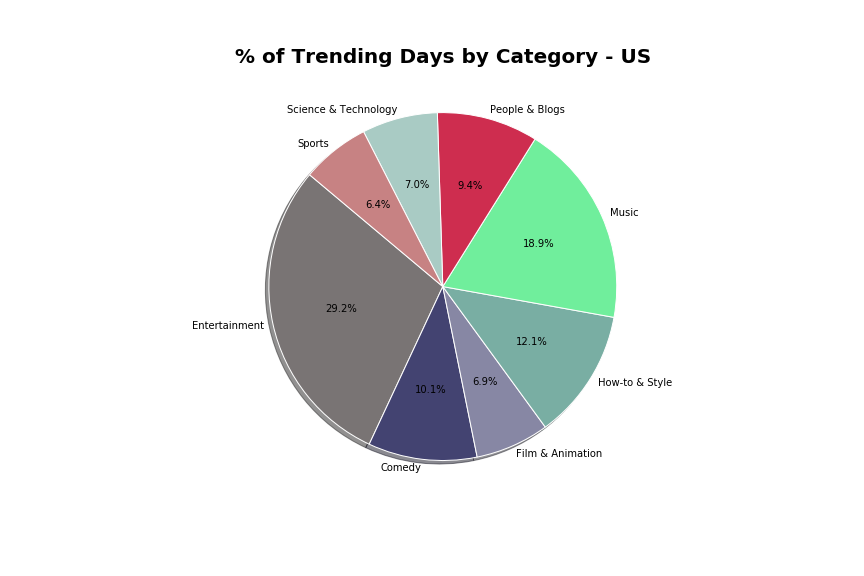 % of Trending Days by Category - US
Science & Technology
People & Blogs
Sports
7.0%
9.4%
6.4%
Music
18.9%
29.2%
Entertainment
12.1%
How-to & Style
6.9%
10.1%
Film & Animation
Comedy